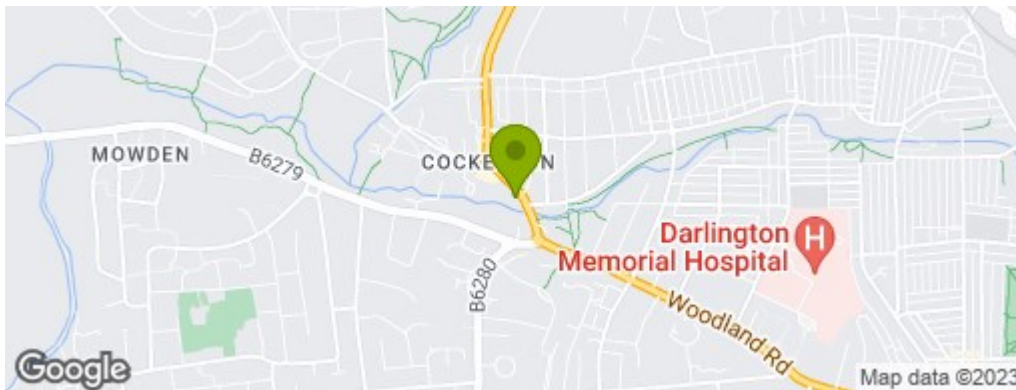 MOWDEN
B6279
B6280
Darlington
Memorial Hospital
H
Woodland Rd
Google
Map data ©2023